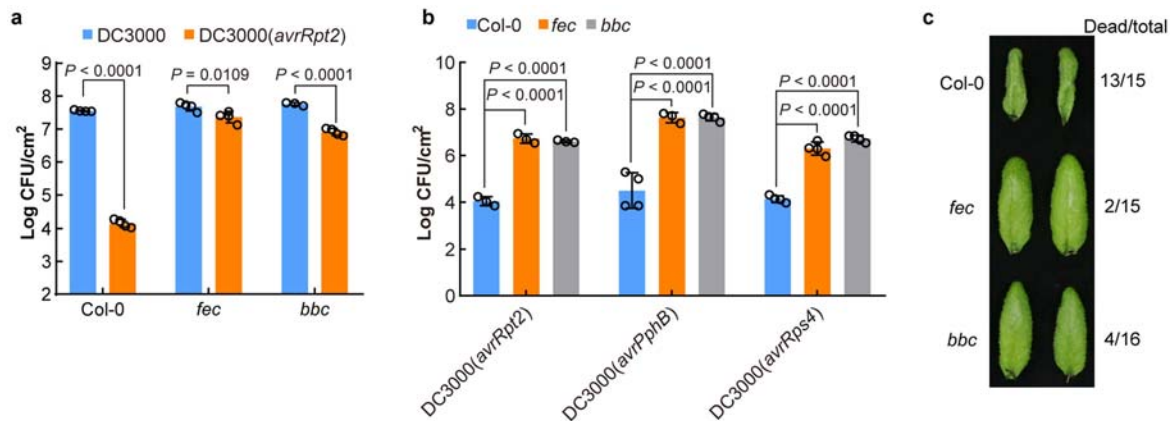 a
DC3000 DC3000(avrRpt2)
P < 0.0001 P = 0.0109 P < 0.0001
Log CFU/cm²
9
8
7
6
5
4
3
2
Col-0 fec bbc
b
Col-0 fec bbc
P < 0.0001 P < 0.0001 P < 0.0001
P < 0.0001 P < 0.0001 P < 0.0001
Log CFU/cm²
10
8
6
4
2
0
DC3000(avrRpt2) DC3000(avrPphB) DC3000(avrRps4)
c
Dead/total
Col-0 13/15
fec 2/15
bbc 4/16